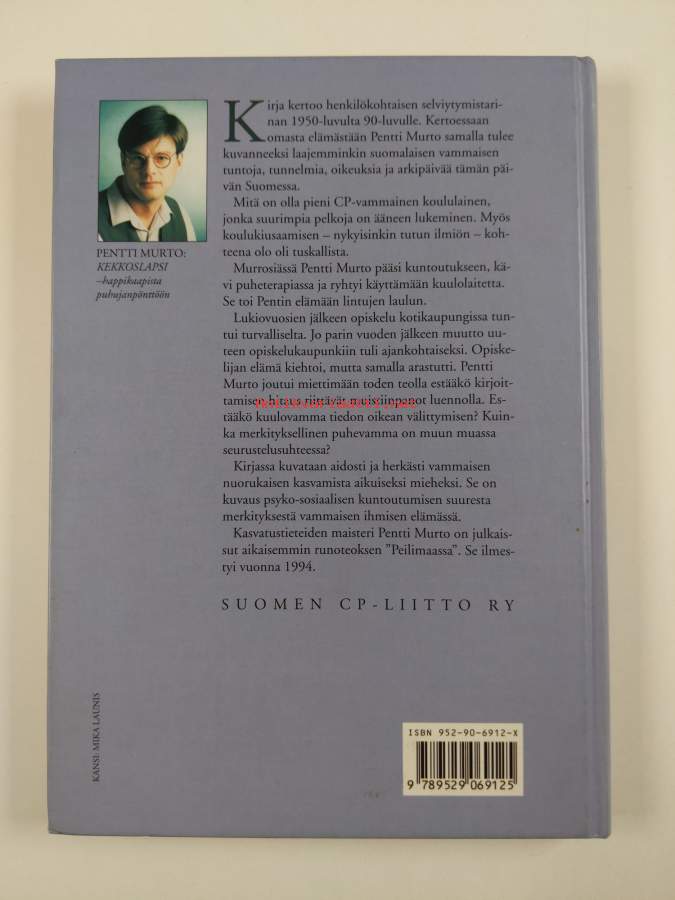 PENTTI MURTO:
KEKKOSLAPSI
–happikaapista
puhujanpönttöön
Kirja kertoo henkilökohtaisen selviytymistari-
nan 1950-luvulta 90-luvulle. Kertoessaan
omasta elämästään Pentti Murto samalla tulee
kuvanneeksi laajemminkin suomalaisen vammaisen
tuntoja, tunnelmia, oikeuksia ja arkipäivää tämän päi-
vän Suomessa.
Mitä on olla pieni CP-vammainen koululainen,
jonka suurimpia pelkoja on ääneen lukeminen. Myös
koulukiusaamisen – nykyisinkin tutun ilmiön – koh-
teena olo oli tuskallista.
Murrosiässä Pentti Murto pääsi kuntoutukseen, kä-
vi puheterapiassa ja ryhtyi käyttämään kuulolaitetta.
Se toi Pentin elämään lintujen laulun.
Lukiovuosien jälkeen opiskelu kotikaupungissa tun-
tui turvalliselta. Jo parin vuoden jälkeen muutto uu-
teen opiskelukaupunkiin tuli ajankohtaiseksi. Opiske-
lijan elämä kiehtoi, mutta samalla arastutti. Pentti
Murto joutui miettimään toden teolla estääkö kirjoit-
tamisen hitaus riittävät muistiinpanot luennolla. Es-
tääkö kuulovamma tiedon oikean välittymisen? Kuin-
ka merkityksellinen puhevamma on muun muassa
seurustelusuhteessa?
Kirjassa kuvataan aidosti ja herkästi vammaisen
nuorukaisen kasvamista aikuiseksi mieheksi. Se on
kuvaus psyko-sosiaalisen kuntoutumisen suuresta
merkityksestä vammaisen ihmisen elämässä.
Kasvatustieteiden maisteri Pentti Murto on julkais-
sut aikaisemmin runoteoksen ”Peilimaassa”. Se ilmes-
tyi vuonna 1994.
SUOMEN CP-LIITTO RY
KANSI: MIKA LAUNIS
ISBN 952-90-6912-X
9 789529 069125